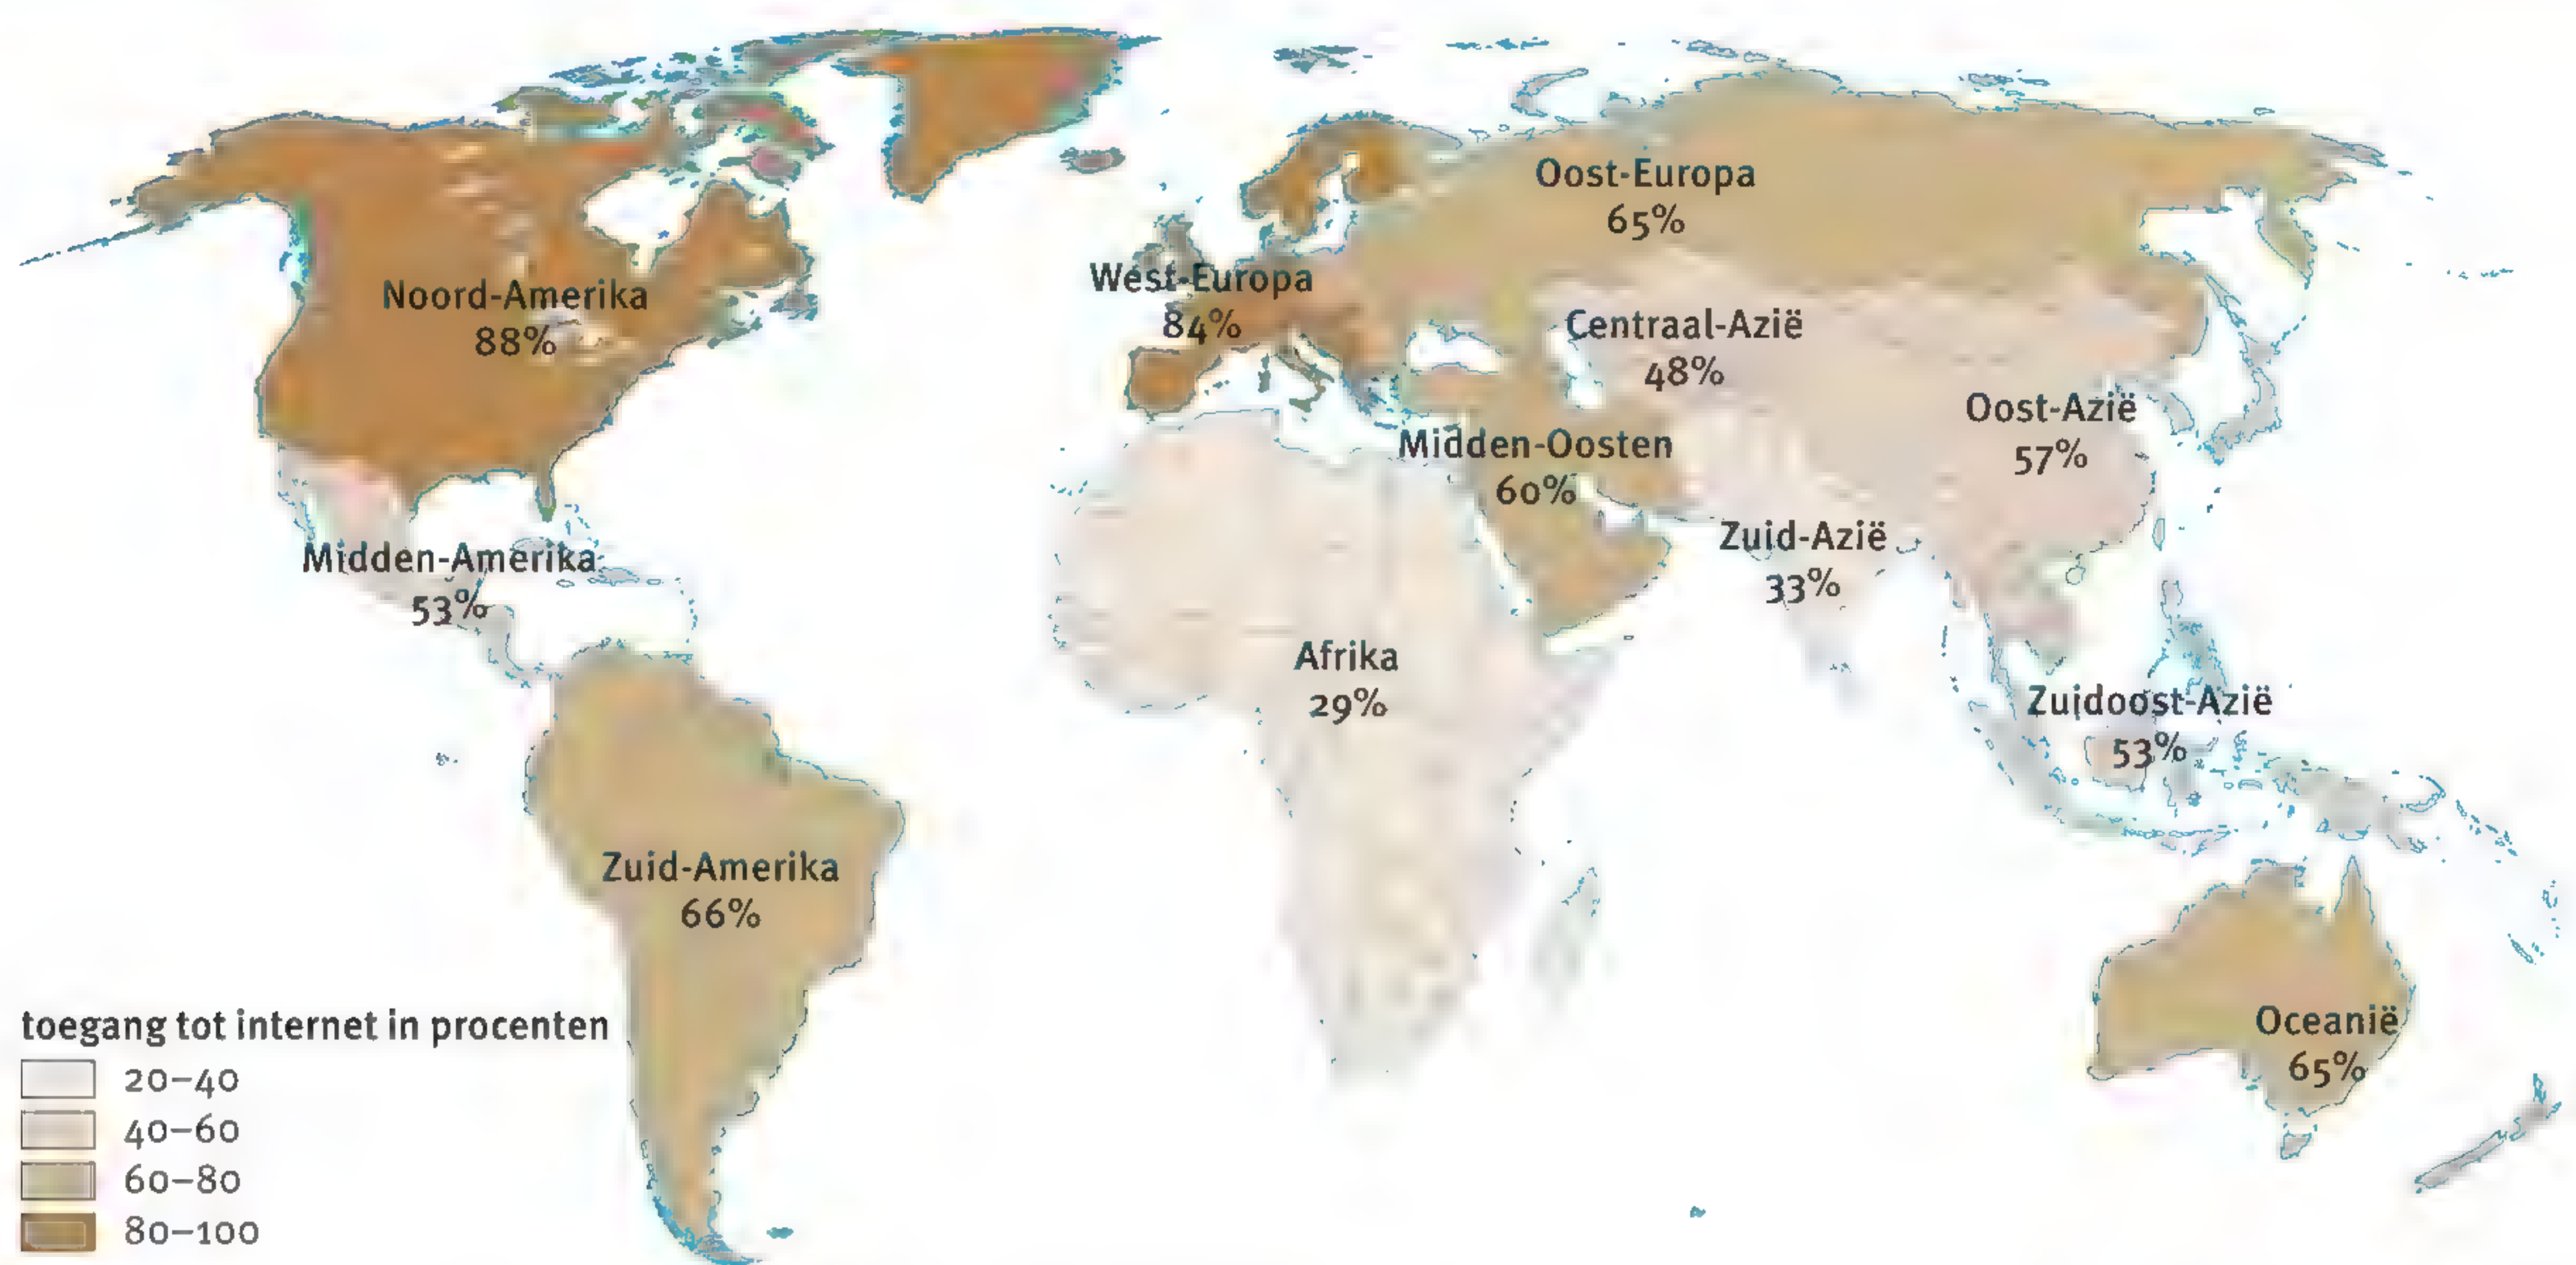 Oost-Europa
65%
West-Europa
84%
Noord-Amerika
88%
Centraal-Azië
48%
Oost-Azië
57%
Midden-Oosten
60%
Zuid-Azië
33%
Midden-Amerika
53%
Afrika
29%
Zuidoost-Azië
53%
Zuid-Amerika
66%
Oceanië
65%
toegang tot internet in procenten
20–40
40–60
60–80
80–100